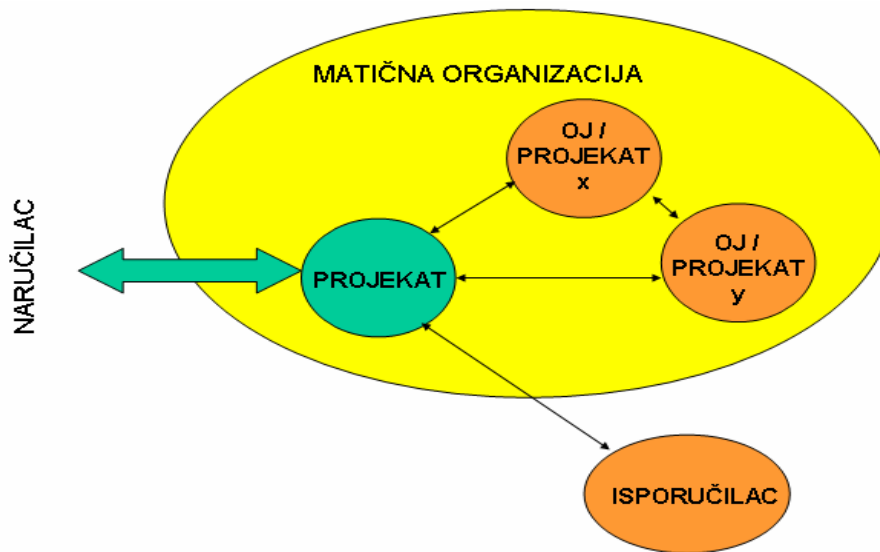 MATIČNA ORGANIZACIJA
OJ /
PROJEKAT
x
NARUČILAC
PROJEKAT
OJ /
PROJEKAT
y
ISPORUČILAC